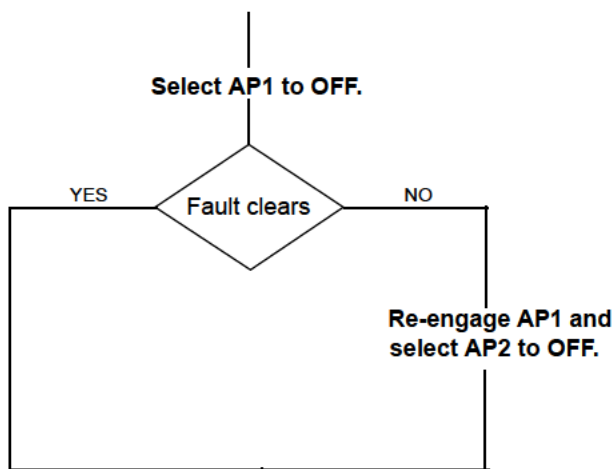 Select AP1 to OFF.
YES
Fault clears
NO
Re-engage AP1 and
select AP2 to OFF.